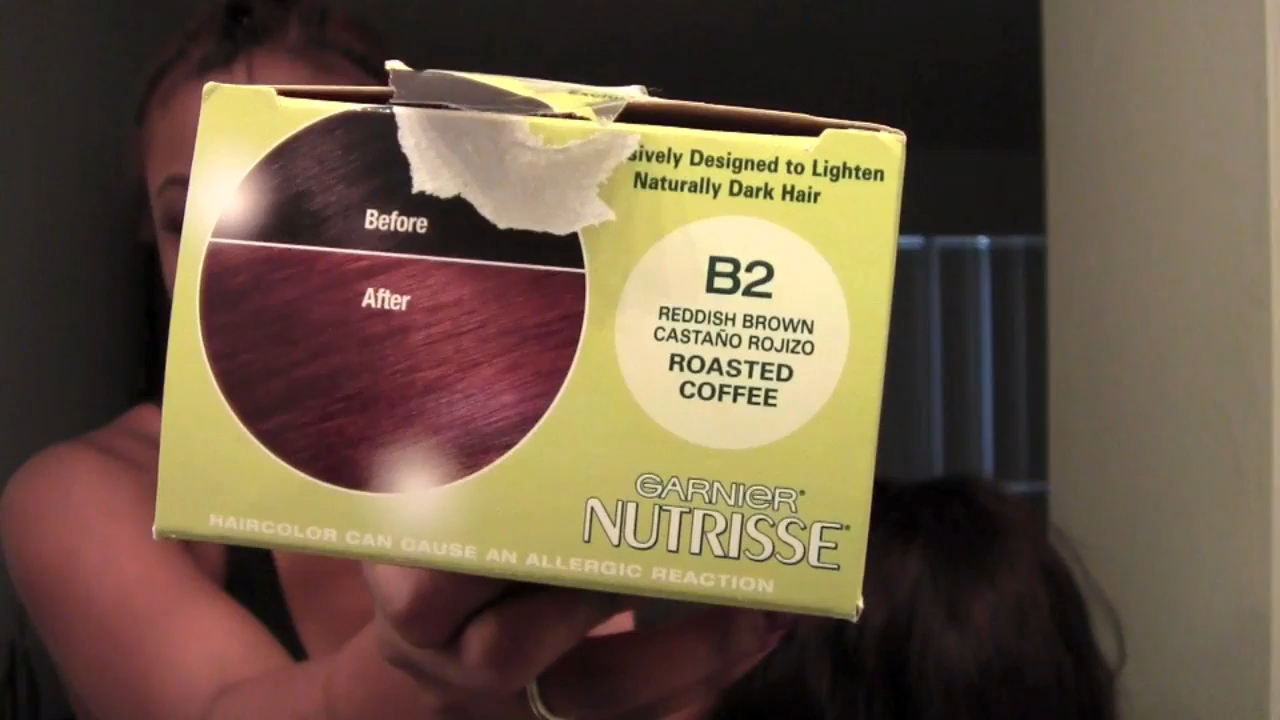 Before
After
Designed to Lighten
Naturally Dark Hair
B2
REDDISH BROWN
CASTAÑO ROJIZO
ROASTED
COFFEE
GARNIER
NUTRISSE
HAIRCOLOR CAN CAUSE AN ALLERGIC REACTION